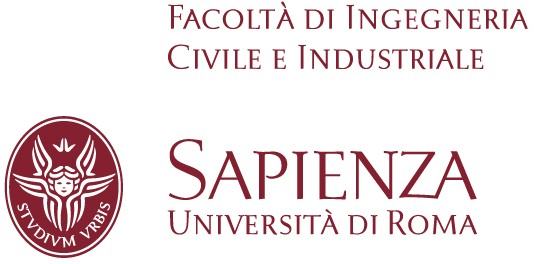 FACOLTÀ DI INGEGNERIA
CIVILE E INDUSTRIALE
SAPIENZA
UNIVERSITÀ DI ROMA
STVDIVM VRBIS